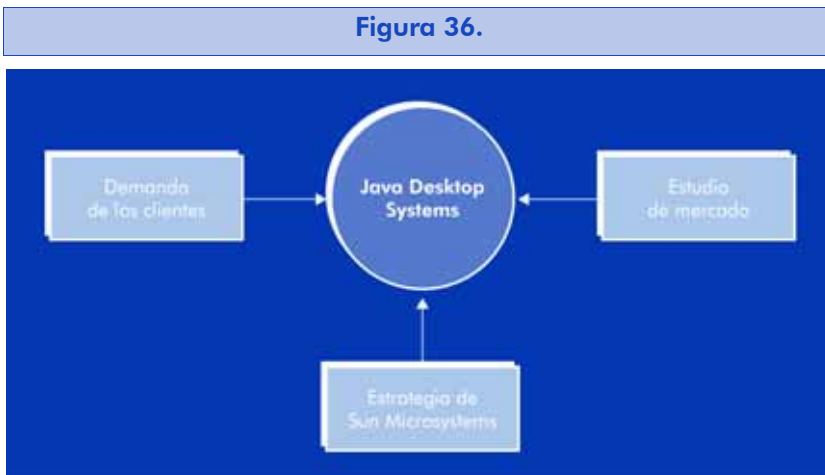 Figura 36.
Demanda
de los clientes
Java Desktop
Systems
Estudio
de mercado
Estrategia de
Sun Microsystems